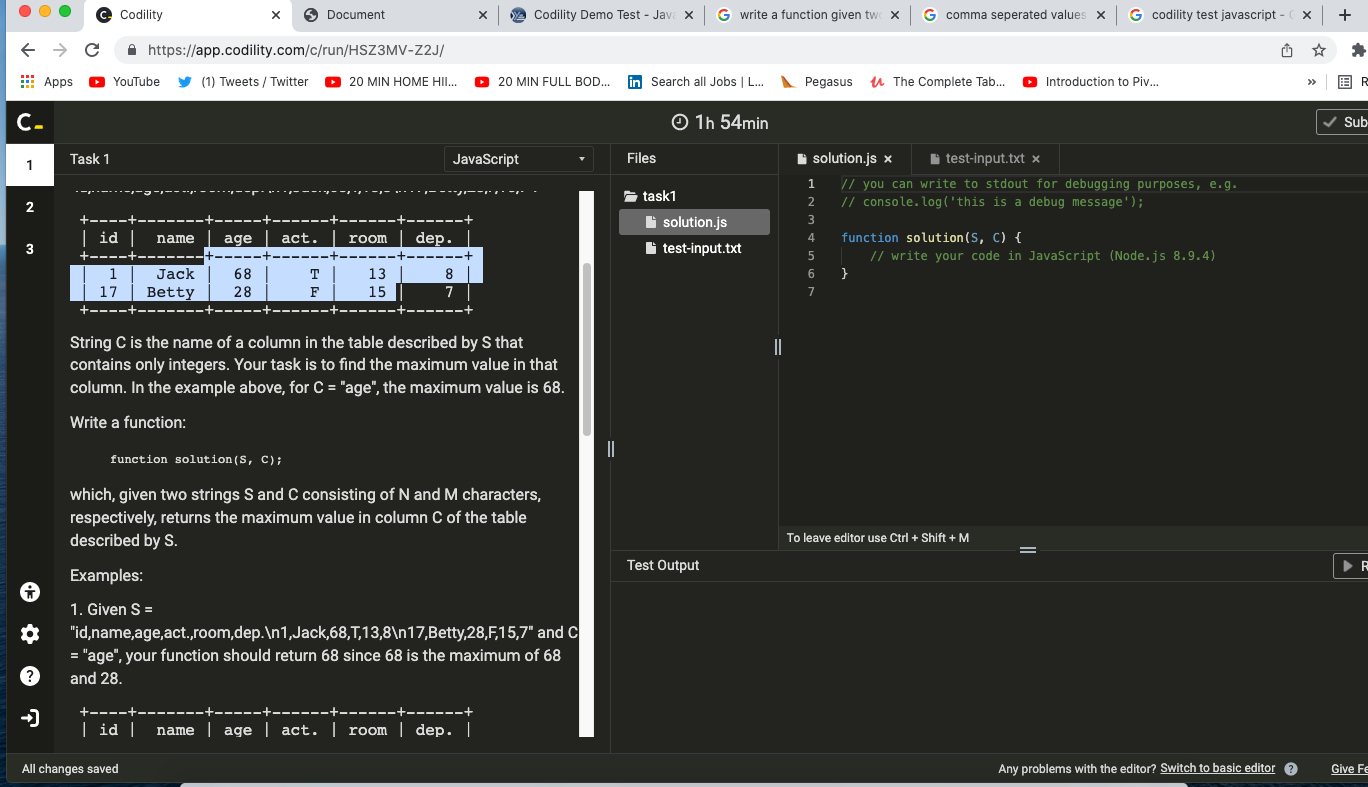 Codility
Document
Codility Demo Test - Java
write a function given two
comma seperated values
codility test javascript -
https://app.codility.com/c/run/HSZ3MV-Z2J/
Apps
YouTube
(1) Tweets / Twitter
20 MIN HOME HII...
20 MIN FULL BOD...
in Search all Jobs | L...
Pegasus
The Complete Tab...
Introduction to Piv...
»
C_
1h 54min
Sub
1
2
3
Task 1
JavaScript
+----+-------+-----+------+------+------+
| id | name | age | act. | room | dep. |
+----+-------+-----+------+------+------+
| 1 | Jack | 68 | T | 13 | 8 |
| 17 | Betty | 28 | F | 15 | 7 |
+----+-------+-----+------+------+------+
String C is the name of a column in the table described by S that
contains only integers. Your task is to find the maximum value in that
column. In the example above, for C = "age", the maximum value is 68.
Write a function:
function solution(S, C);
which, given two strings S and C consisting of N and M characters,
respectively, returns the maximum value in column C of the table
described by S.
Examples:
1. Given S =
"id,name,age,act.,room,dep.\n1,Jack,68,T,13,8\n17,Betty,28,F,15,7" and C
= "age", your function should return 68 since 68 is the maximum of 68
and 28.
+----+-------+-----+------+------+------+
| id | name | age | act. | room | dep. |
Files
task1
solution.js
test-input.txt
solution.js ×
test-input.txt ×
1 // you can write to stdout for debugging purposes, e.g.
2 // console.log('this is a debug message');
3
4 function solution(S, C) {
5 // write your code in JavaScript (Node.js 8.9.4)
6 }
7
To leave editor use Ctrl + Shift + M
Test Output
All changes saved
Any problems with the editor? Switch to basic editor ?
Give Fe